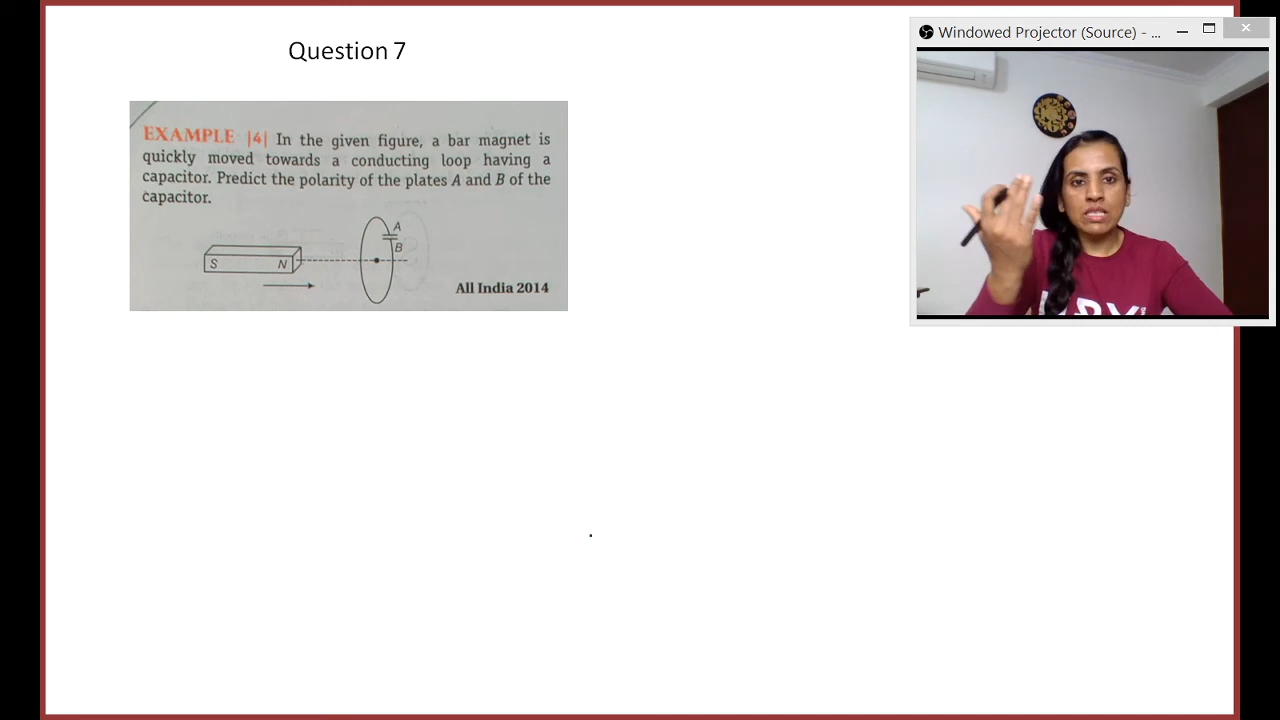 Question 7
Windowed Projector (Source) - ...
EXAMPLE |4| In the given figure, a bar magnet is
quickly moved towards a conducting loop having a
capacitor. Predict the polarity of the plates A and B of the
capacitor.
A
B
S
N
All India 2014